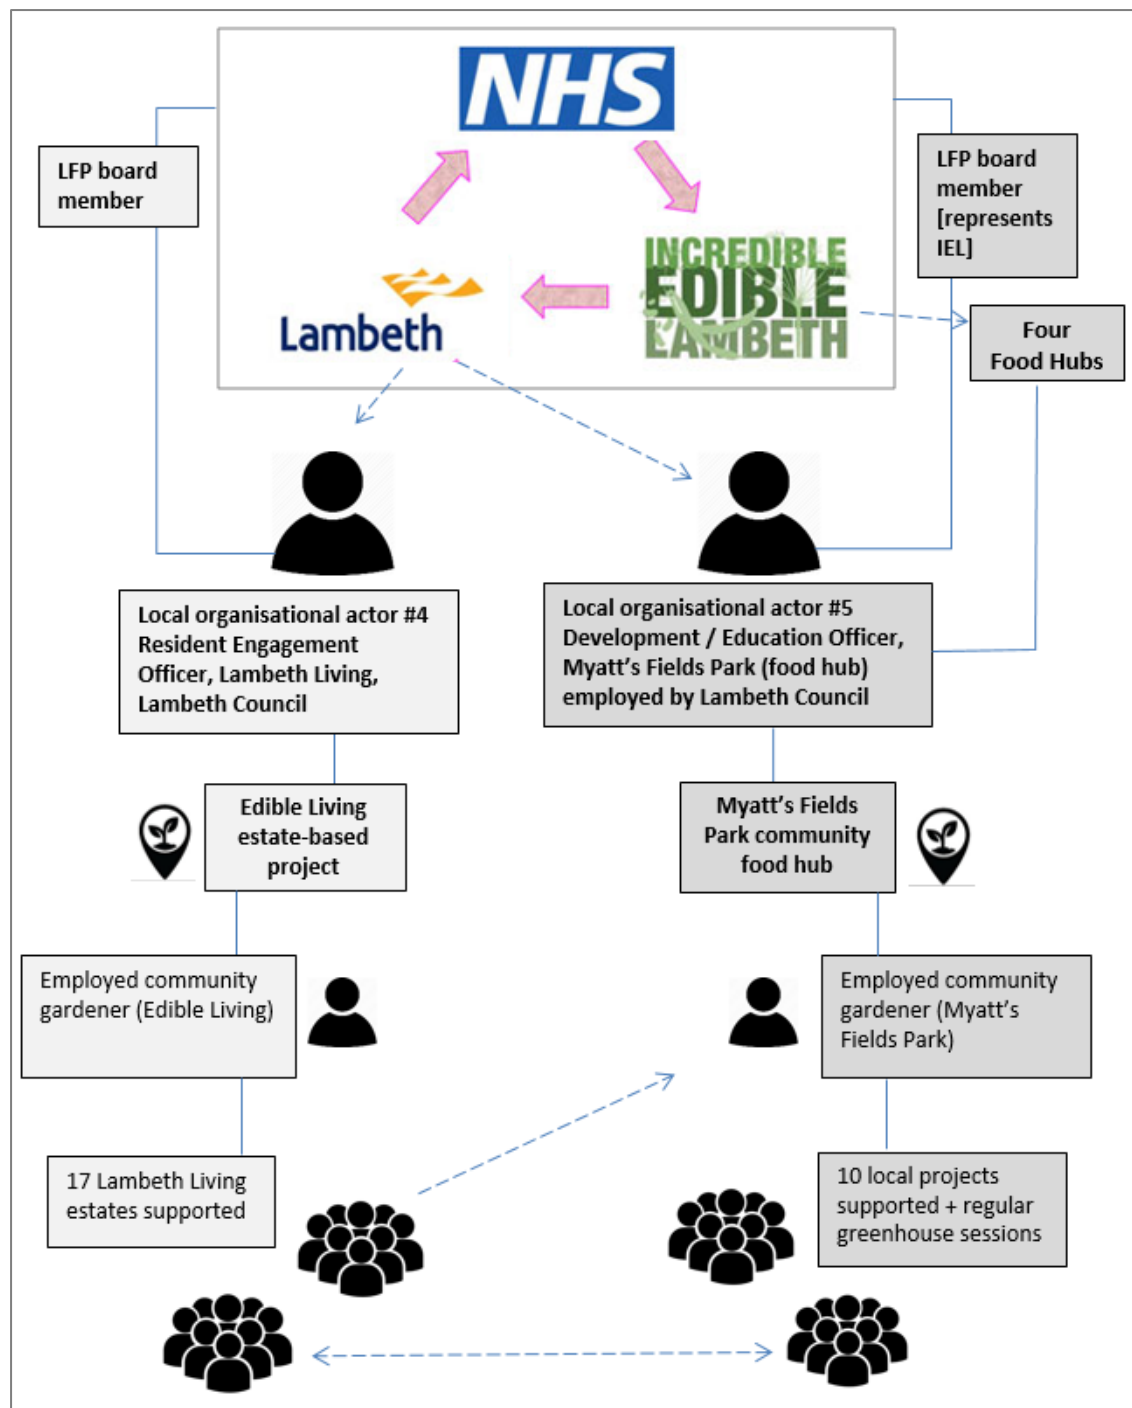 NHS
LFP board
member
LFP board
member
[represents
IEL]
INCREDIBLE
EDIBLE
LAMBETH
Lambeth
Four
Food Hubs
Local organisational actor #4
Resident Engagement
Officer, Lambeth Living,
Lambeth Council
Local organisational actor #5
Development / Education Officer,
Myatt’s Fields Park (food hub)
employed by Lambeth Council
Edible Living
estate-based
project
Myatt’s Fields
Park community
food hub
Employed community
gardener (Edible Living)
Employed community
gardener (Myatt’s
Fields Park)
17 Lambeth Living
estates supported
10 local projects
supported + regular
greenhouse sessions